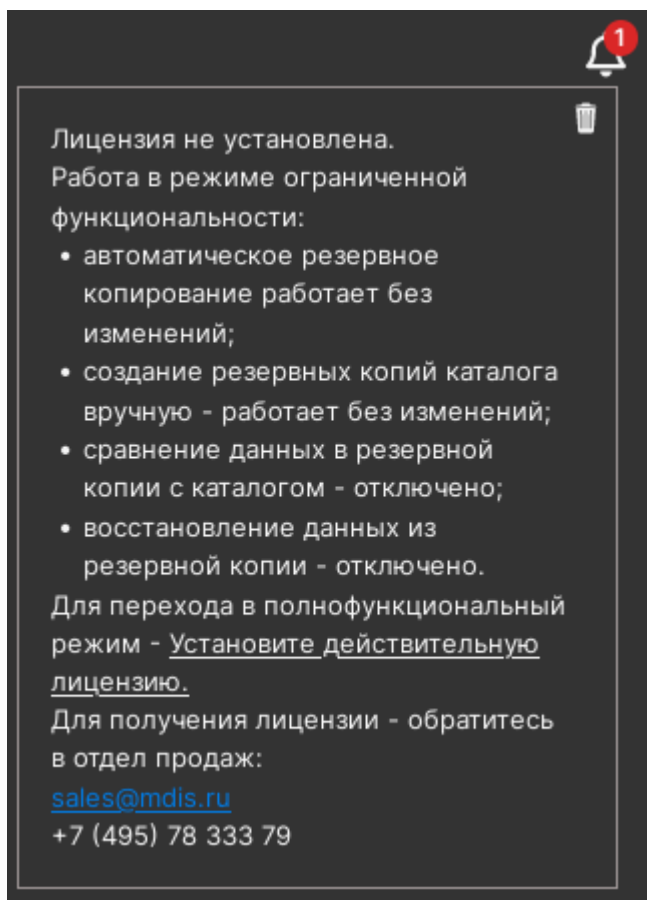 1
Лицензия не установлена.
Работа в режиме ограниченной
функциональности:
• автоматическое резервное
копирование работает без
изменений;
• создание резервных копий каталога
вручную - работает без изменений;
• сравнение данных в резервной
копии с каталогом - отключено;
• восстановление данных из
резервной копии - отключено.
Для перехода в полнофункциональный
режим - Установите действительную
лицензию.
Для получения лицензии - обратитесь
в отдел продаж:
sales@mdis.ru
+7 (495) 78 333 79